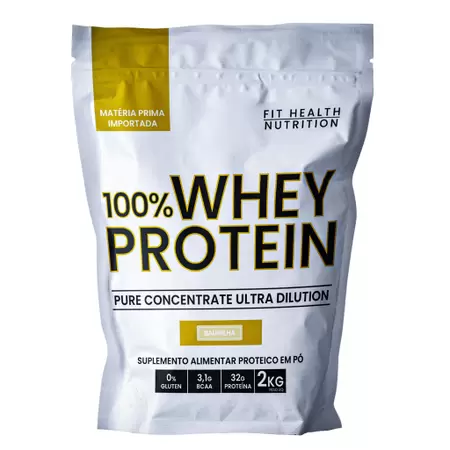 MATÉRIA PRIMA
IMPORTADA
FIT HEALTH
NUTRITION
100% WHEY
PROTEIN
PURE CONCENTRATE ULTRA DILUTION
BAUNILHA
SUPLEMENTO ALIMENTAR PROTEICO EM PÓ
0% 3,1G 32G 2KG
GLUTEN BCAA PROTEÍNA